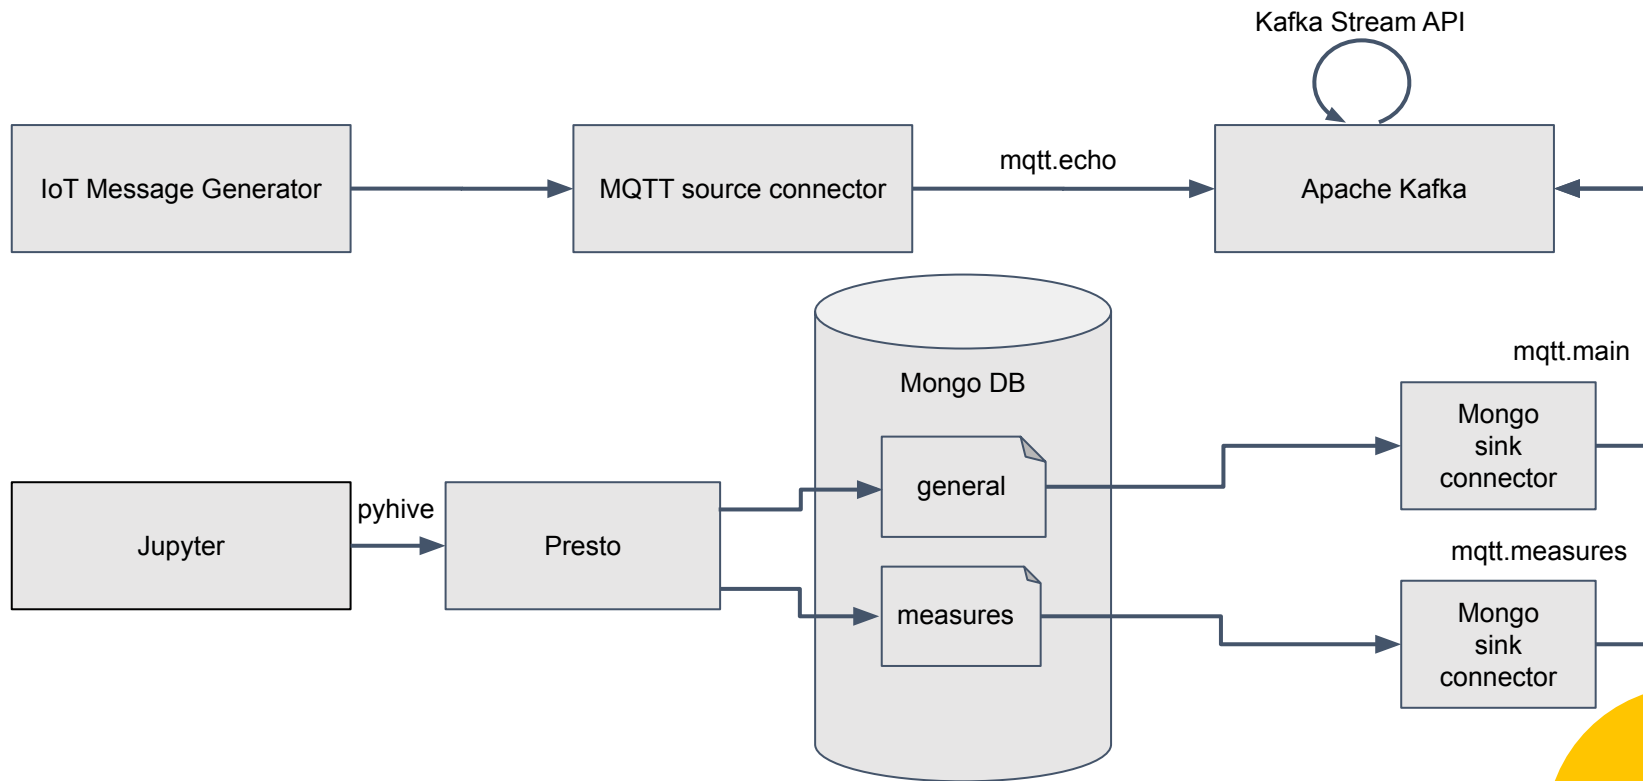 Kafka Stream API
IoT Message Generator
MQTT source connector
mqtt.echo
Apache Kafka
Mongo DB
mqtt.main
general
Mongo
sink
connector
Jupyter
pyhive
Presto
mqtt.measures
measures
Mongo
sink
connector